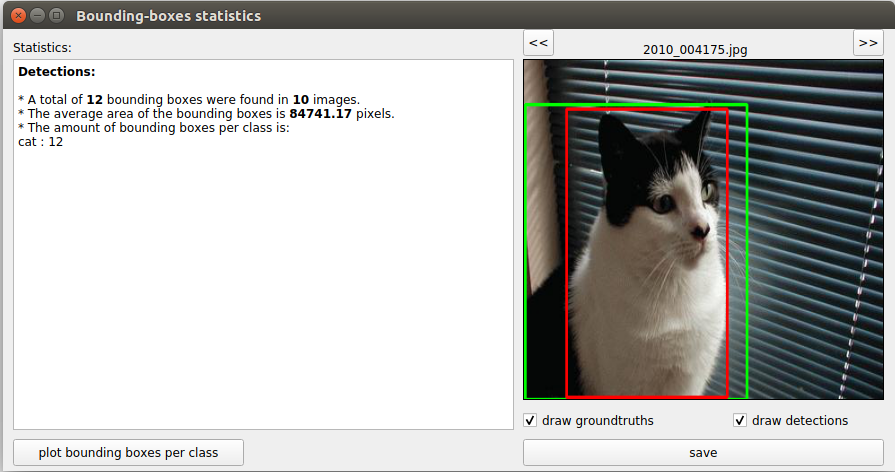 Bounding-boxes statistics
Statistics:
<< 2010_004175.jpg >>
Detections:
* A total of 12 bounding boxes were found in 10 images.
* The average area of the bounding boxes is 84741.17 pixels.
* The amount of bounding boxes per class is:
cat : 12
draw groundtruths draw detections
plot bounding boxes per class
save